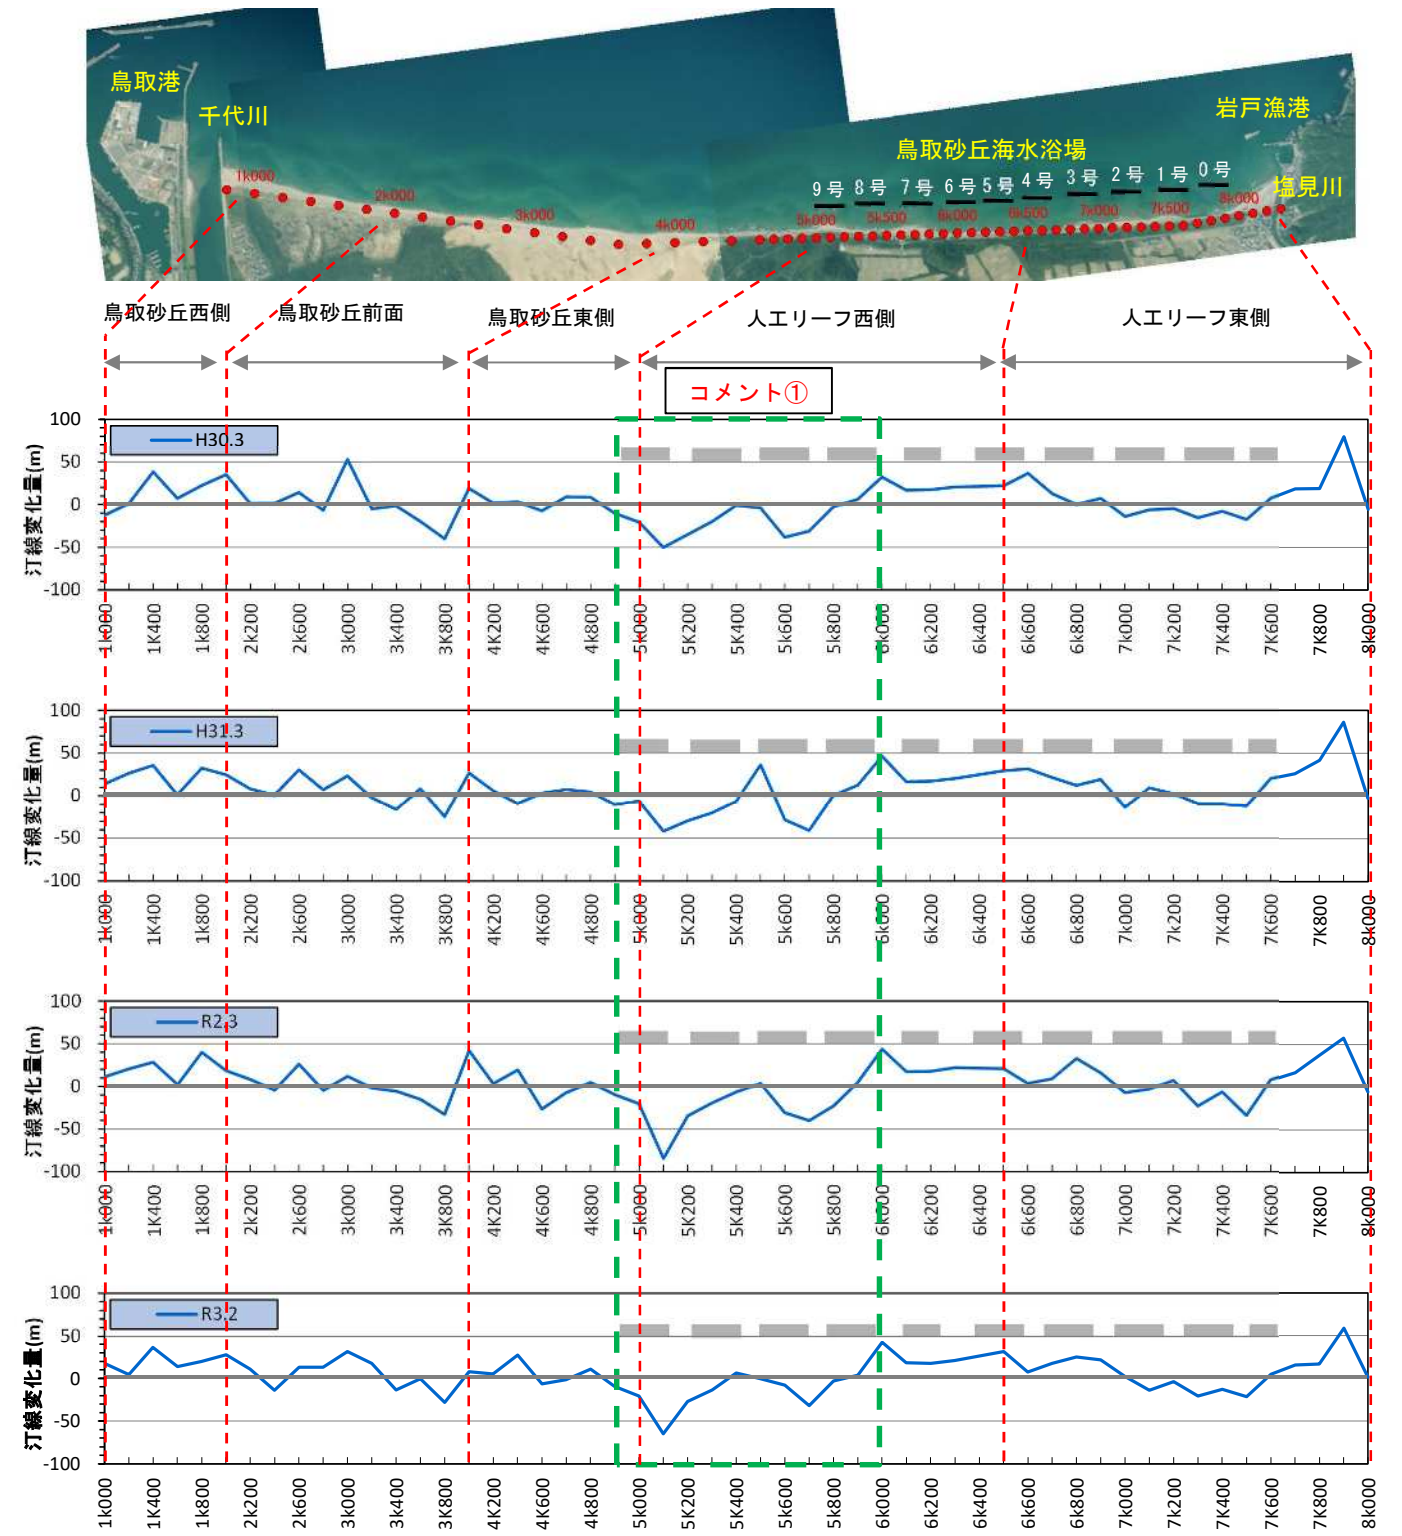 鳥取港
千代川
岩戸漁港
鳥取砂丘海水浴場
塩見川
9号 8号 7号 6号 5号 4号 3号 2号 1号 0号
1k000 2k000 3k000 4k000 5k000 5k500 6k000 6k500 7k000 7k500 8k000
鳥取砂丘西側 鳥取砂丘前面 鳥取砂丘東側 人工リーフ西側 人工リーフ東側
コメント①
汀線変化量(m)
100
50
0
-50
-100
H30.3
1k000 1K400 1k800 2k200 2k600 3k000 3k400 3K800 4K200 4K600 4k800 5k000 5K200 5K400 5k600 5k800 6k000 6k200 6k400 6k600 6k800 7k000 7k200 7K400 7K600 7K800 8k000
汀線変化量(m)
100
50
0
-50
-100
H31.3
1k000 1K400 1k800 2k200 2k600 3k000 3k400 3K800 4K200 4K600 4k800 5k000 5K200 5K400 5k600 5k800 6k000 6k200 6k400 6k600 6k800 7k000 7k200 7K400 7K600 7K800 8k000
汀線変化量(m)
100
50
0
-50
-100
R2.3
1k000 1K400 1k800 2k200 2k600 3k000 3k400 3K800 4K200 4K600 4k800 5k000 5K200 5K400 5k600 5k800 6k000 6k200 6k400 6k600 6k800 7k000 7k200 7K400 7K600 7K800 8k000
汀線変化量(m)
100
50
0
-50
-100
R3.2
1k000 1K400 1k800 2k200 2k600 3k000 3k400 3K800 4K200 4K600 4k800 5k000 5K200 5K400 5k600 5k800 6k000 6k200 6k400 6k600 6k800 7k000 7k200 7K400 7K600 7K800 8k000